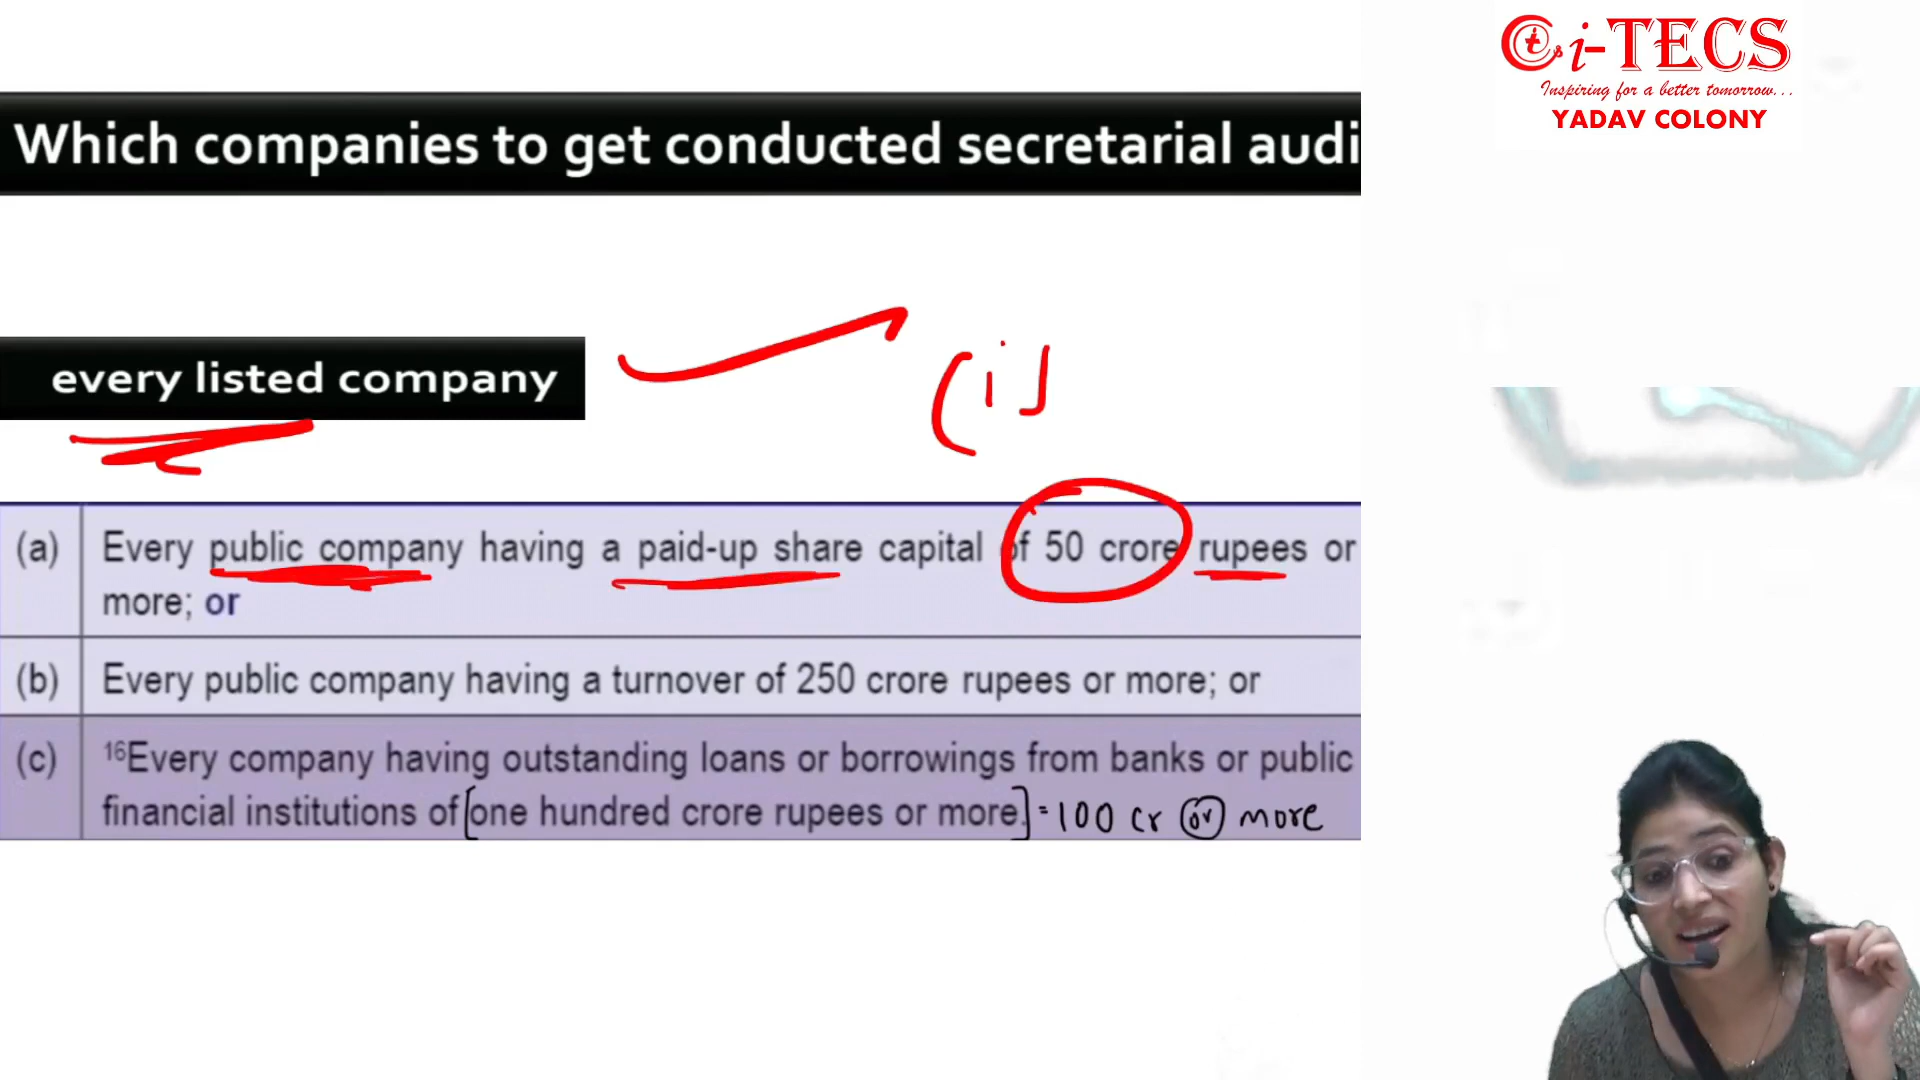 i-TECS
Inspiring for a better tomorrow...
YADAV COLONY
Which companies to get conducted secretarial audi
every listed company
(i)
(a) Every public company having a paid-up share capital of 50 crore rupees or
more; or
(b) Every public company having a turnover of 250 crore rupees or more; or
(c) 16Every company having outstanding loans or borrowings from banks or public
financial institutions of [one hundred crore rupees or more.] = 100 cr or more